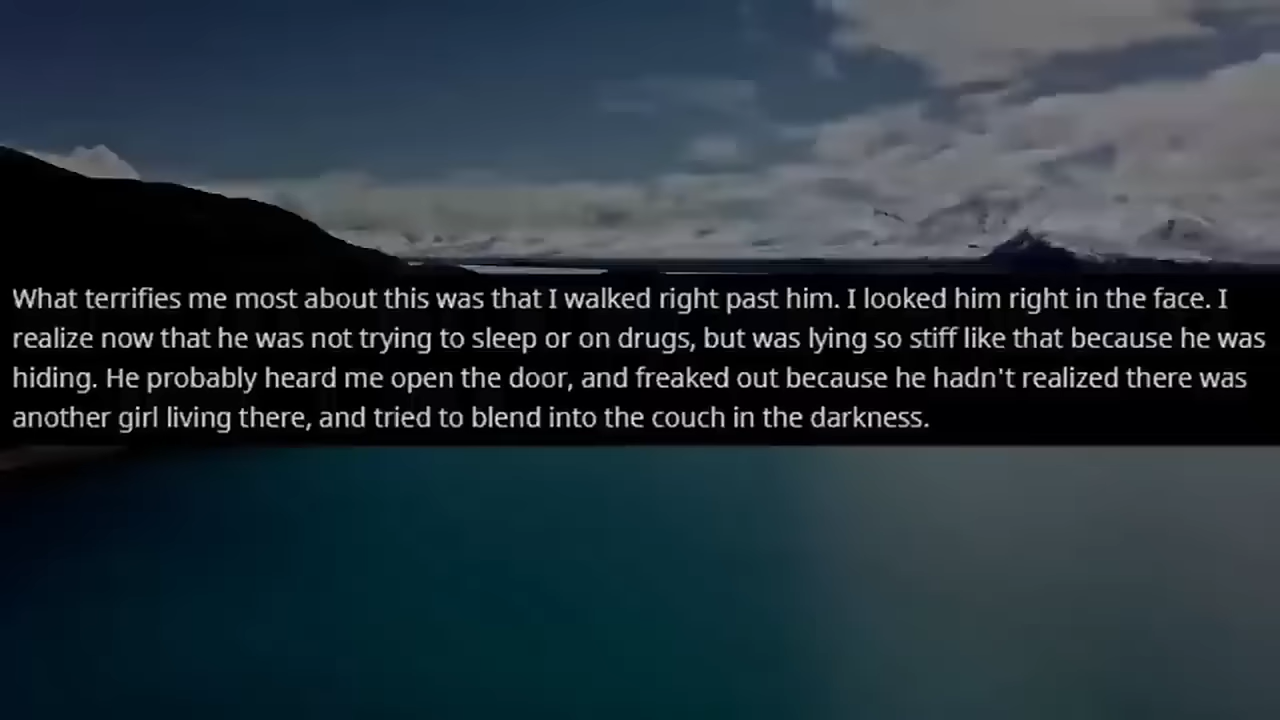 What terrifies me most about this was that I walked right past him. I looked him right in the face. I
realize now that he was not trying to sleep or on drugs, but was lying so stiff like that because he was
hiding. He probably heard me open the door, and freaked out because he hadn't realized there was
another girl living there, and tried to blend into the couch in the darkness.